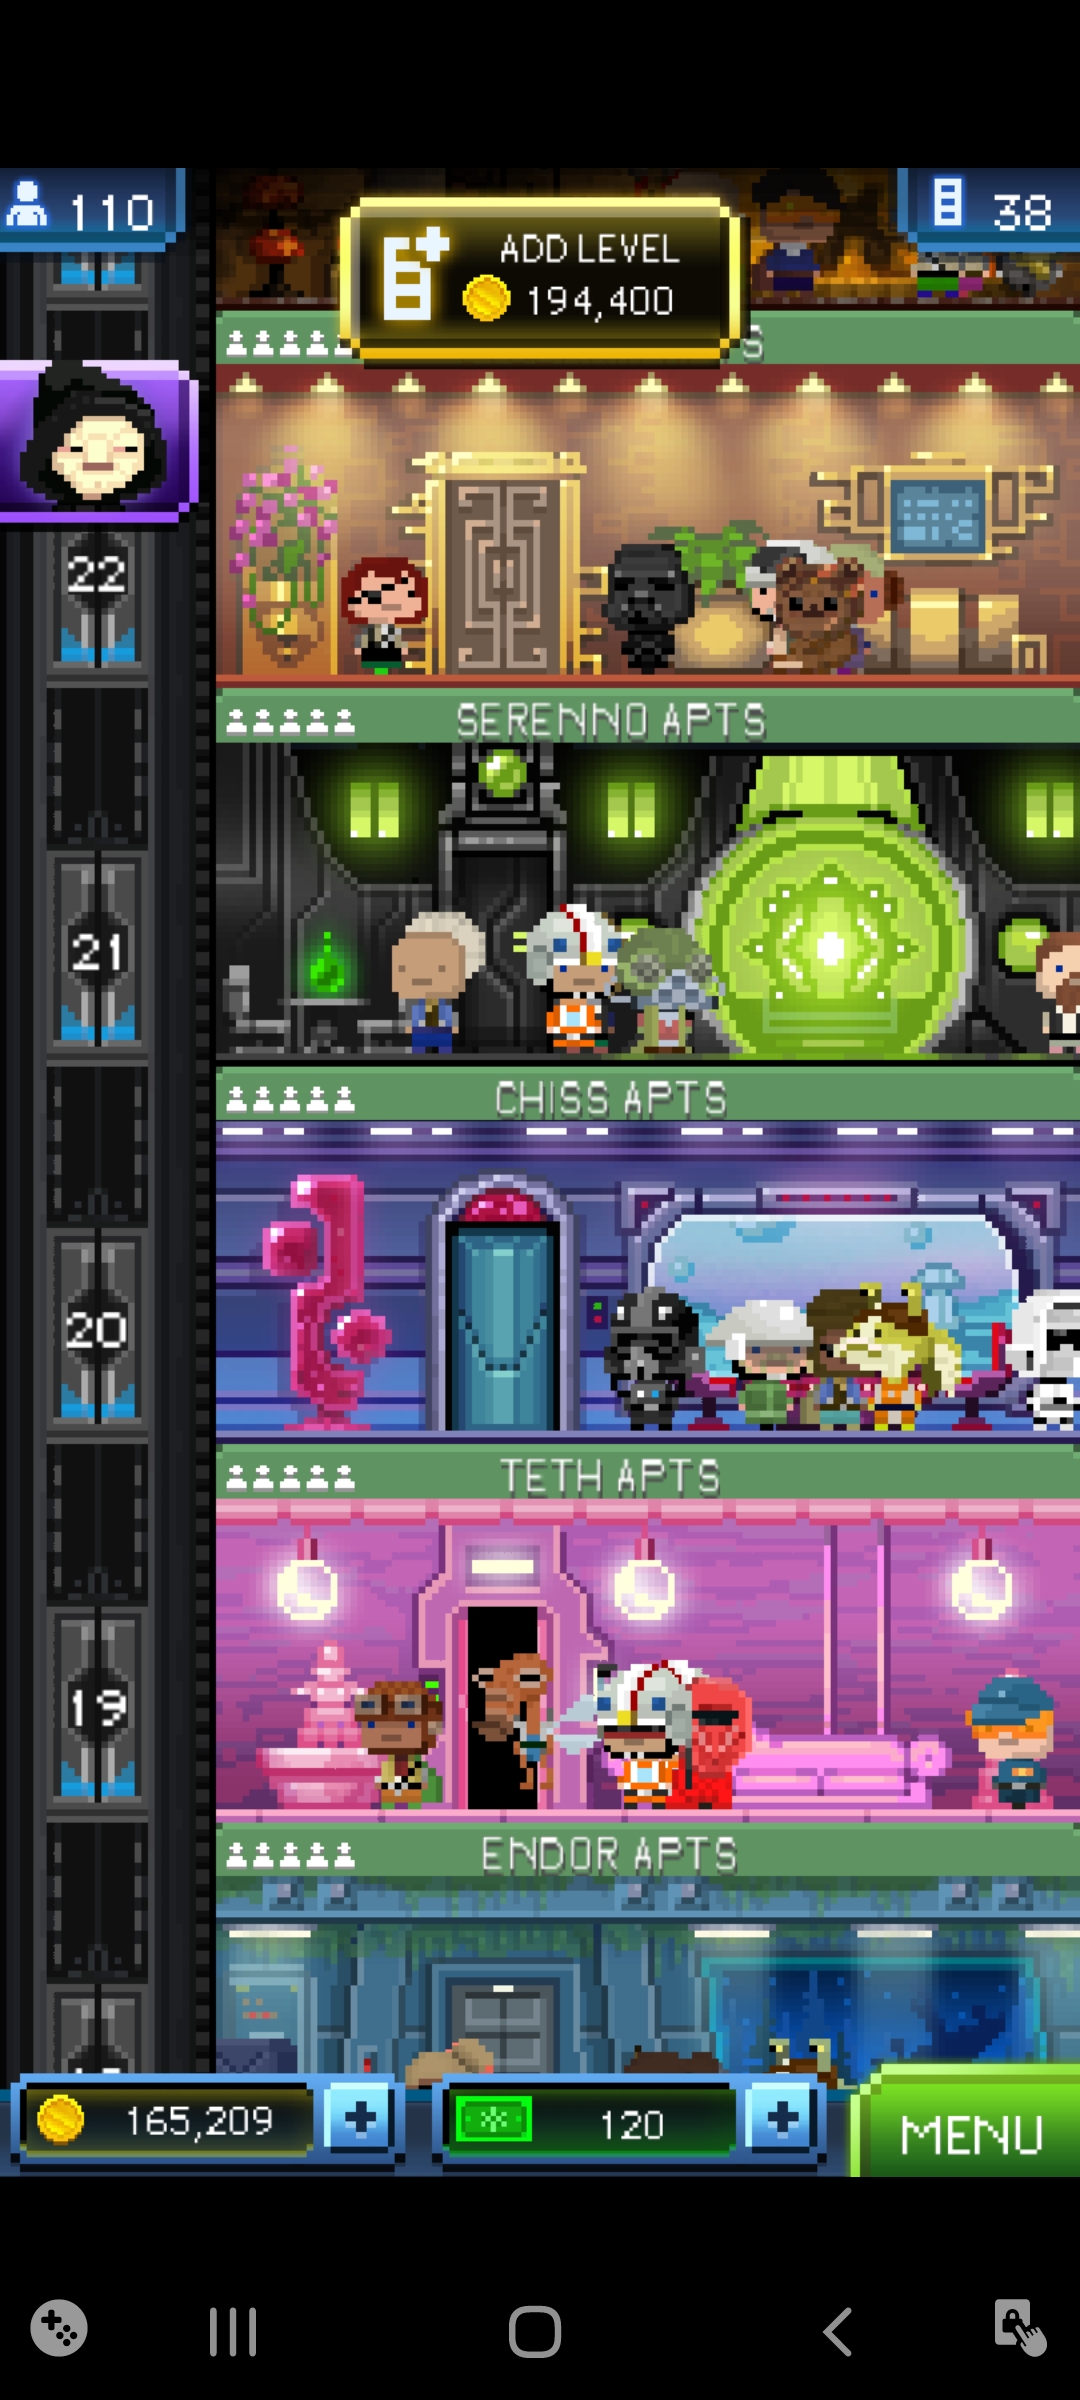 110
ADD LEVEL
194,400
38
S
22
SERENNO APTS
21
CHISS APTS
20
TETH APTS
19
ENDOR APTS
165,209
120
MENU